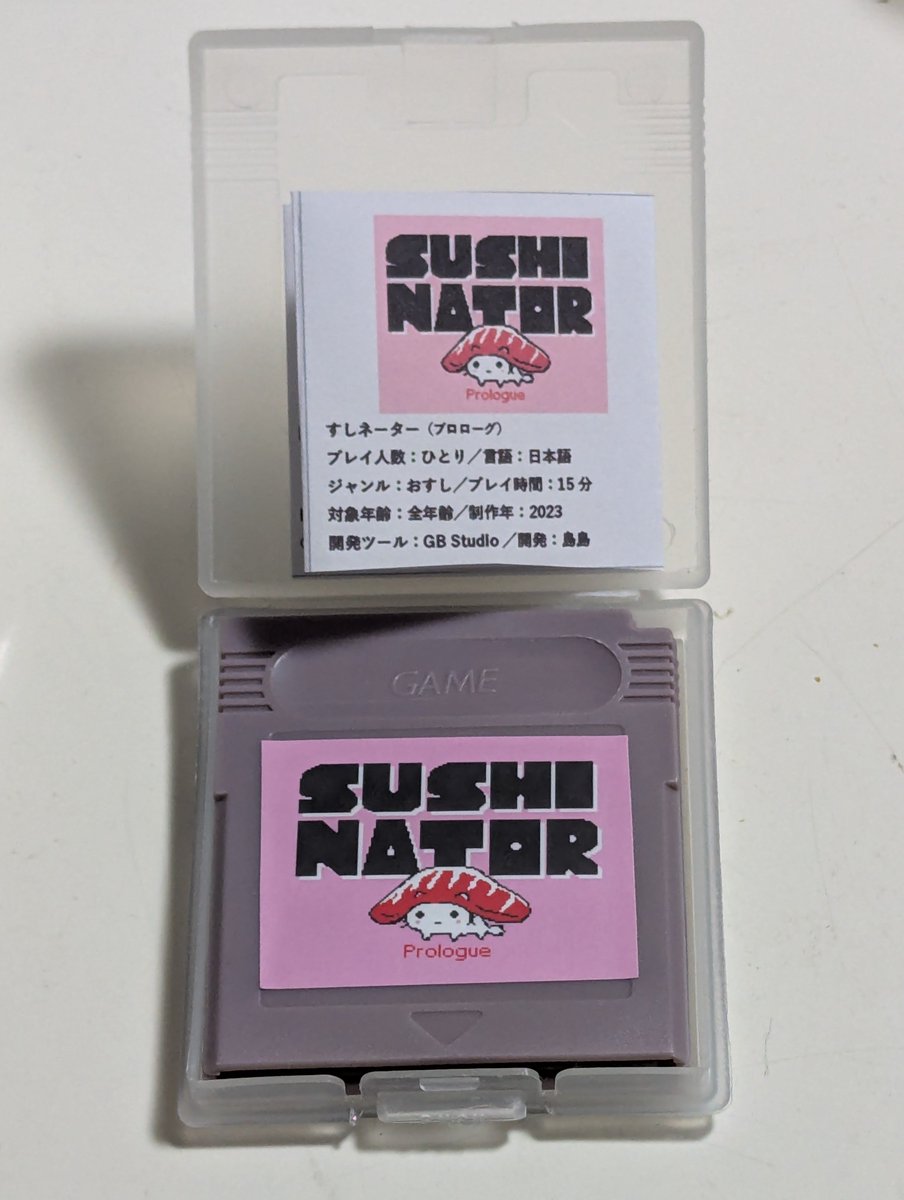 SUSHI
NATOR
Prologue
すしネーター（プロローグ）
プレイ人数：ひとり／言語：日本語
ジャンル：おすし／プレイ時間：15分
対象年齢：全年齢／制作年：2023
開発ツール：GB Studio／開発：島島
GAME
SUSHI
NATOR
Prologue